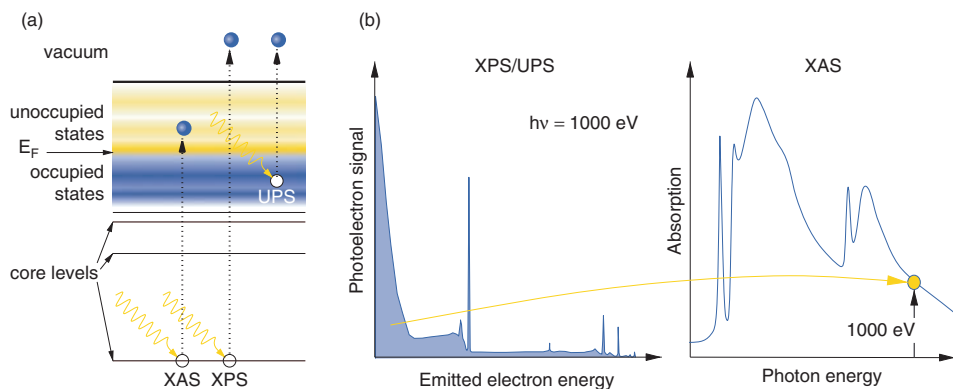 (a)
vacuum
unoccupied
states
E_F
occupied
states
UPS
core levels
XAS XPS
(b)
XPS/UPS
hν = 1000 eV
Photoelectron signal
Emitted electron energy
XAS
Absorption
1000 eV
Photon energy